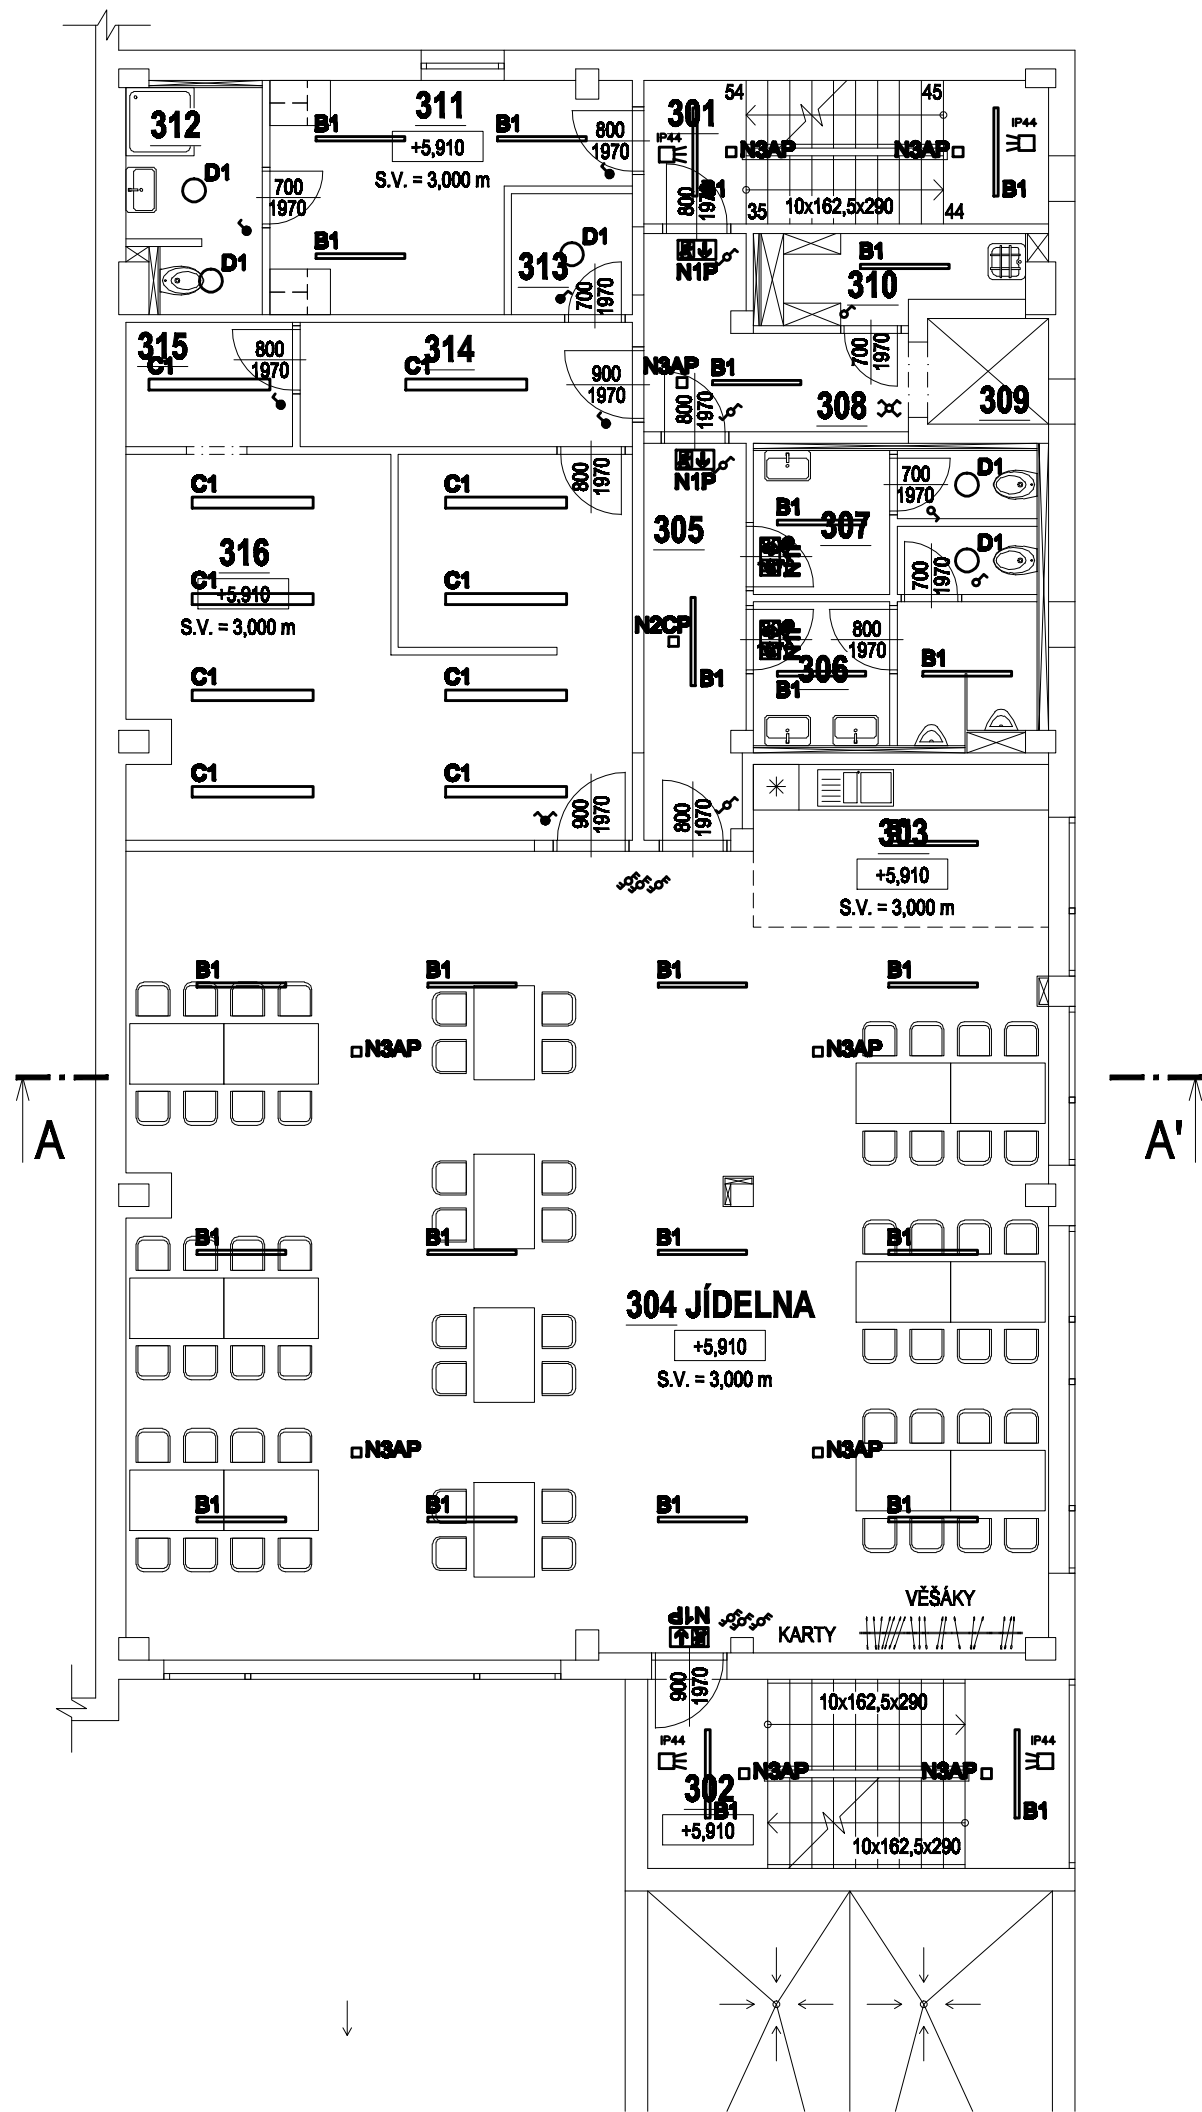 312
D1
D1
700
1970
311
B1
+5,910
B1
S.V. = 3,000 m
B1
800
1970
313
D1
700
1970
301
54
45
IP44
N3AP
N3AP
IP44
B1
B1
800
1970
35
10x162,5x290
44
N1P
B1
310
700
1970
315
C1
800
1970
314
C1
900
1970
N3AP
B1
800
1970
308
309
N1P
C1
C1
800
1970
305
B1
307
700
1970
D1
D1
700
1970
316
C1
+5,910
S.V. = 3,000 m
C1
N2CP
B1
306
B1
800
1970
B1
C1
C1
C1
C1
900
1970
800
1970
303
+5,910
S.V. = 3,000 m
B1
B1
B1
B1
N3AP
N3AP
A
A'
B1
B1
B1
B1
304 JÍDELNA
+5,910
S.V. = 3,000 m
N3AP
N3AP
B1
B1
B1
B1
N1P
VĚŠÁKY
KARTY
900
1970
10x162,5x290
IP44
N3AP
N3AP
IP44
302
B1
B1
+5,910
10x162,5x290